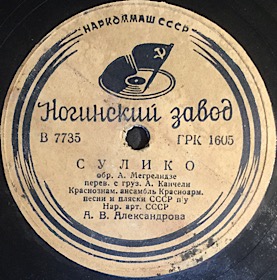 НАРКОММАШ СССР
Ногинский завод
В 7735 ГРК 1605
СУЛИКО
обр. А. Мегрелидзе
перев. с груз. А. Канчели
Краснознам. ансамбль Красноарм.
песни и пляски СССР п/у
Нар. арт. СССР
А. В. Александрова